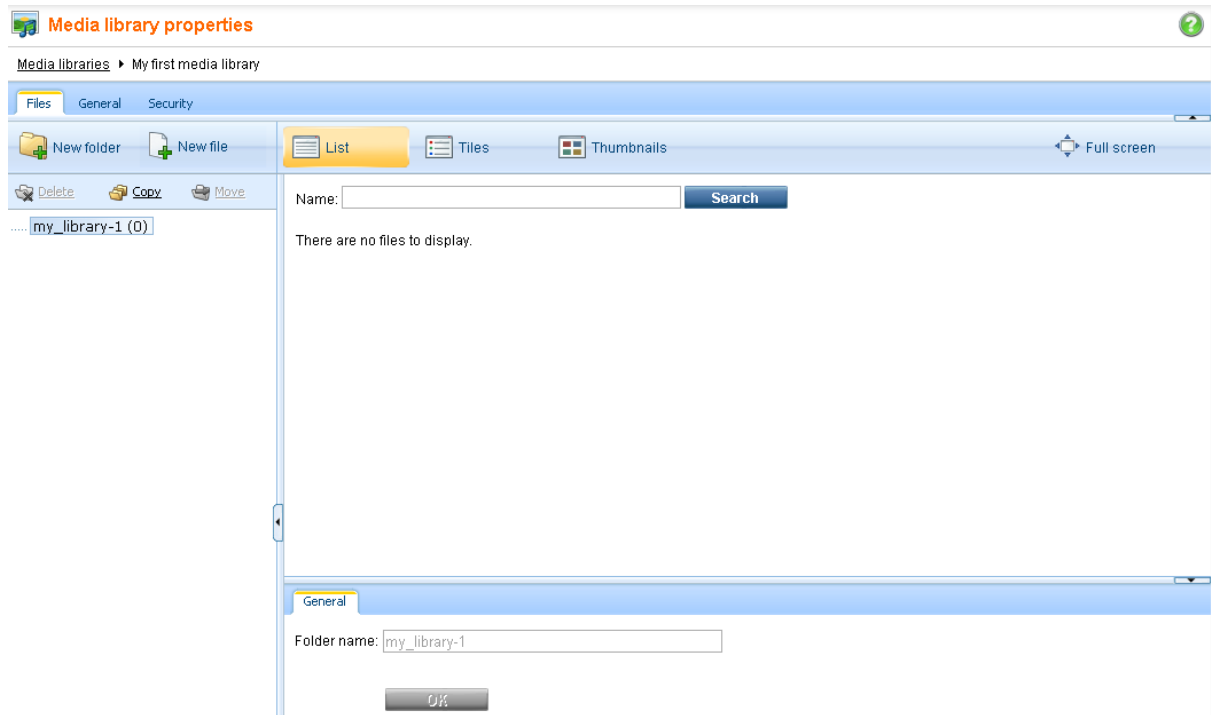 Media library properties
Media libraries ▸ My first media library
Files General Security
New folder New file List Tiles Thumbnails Full screen
Delete Copy Move
Name: Search
my_library-1 (0)
There are no files to display.
General
Folder name: my_library-1
OK